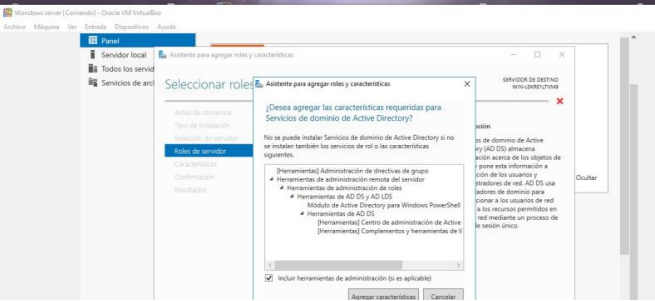 Wondows server [Corriendo] - Oracle VM VirtualBox
Archivo Máquina Ver Entrada Dispositivos Ayuda
Panel
Servidor local
Todos los servid
Servicios de arcl
Asistente para agregar roles y características
Seleccionar roles
SERVIDOR DE DESTINO
Antes de comenzar
Tipo de instalación
Selección de servidor
Roles de servidor
Características
Confirmación
Resultados
Asistente para agregar roles y características
¿Desea agregar las características requeridas para
Servicios de dominio de Active Directory?
No se puede instalar Servicios de dominio de Active Directory si no
se instalan también los servicios de rol o las características
siguientes.
[Herramientas] Administración de directivas de grupo
Herramientas de administración remota del servidor
Herramientas de administración de roles
Herramientas de AD DS y AD LDS
Módulo de Active Directory para Windows PowerShell
Herramientas de AD DS
[Herramientas] Centro de administración de Active
[Herramientas] Complementos y herramientas de lí
Incluir herramientas de administración (si es aplicable)
Agregar características Cancelar
pción
os de dominio de Active
ry (AD DS) almacena
ación acerca de los objetos de
y pone esta información a
ción de los usuarios y
stradores de red. AD DS usa
ladores de dominio para
cionar a los usuarios de red
a los recursos permitidos en
red mediante un proceso de
de sesión único.
Ocultar